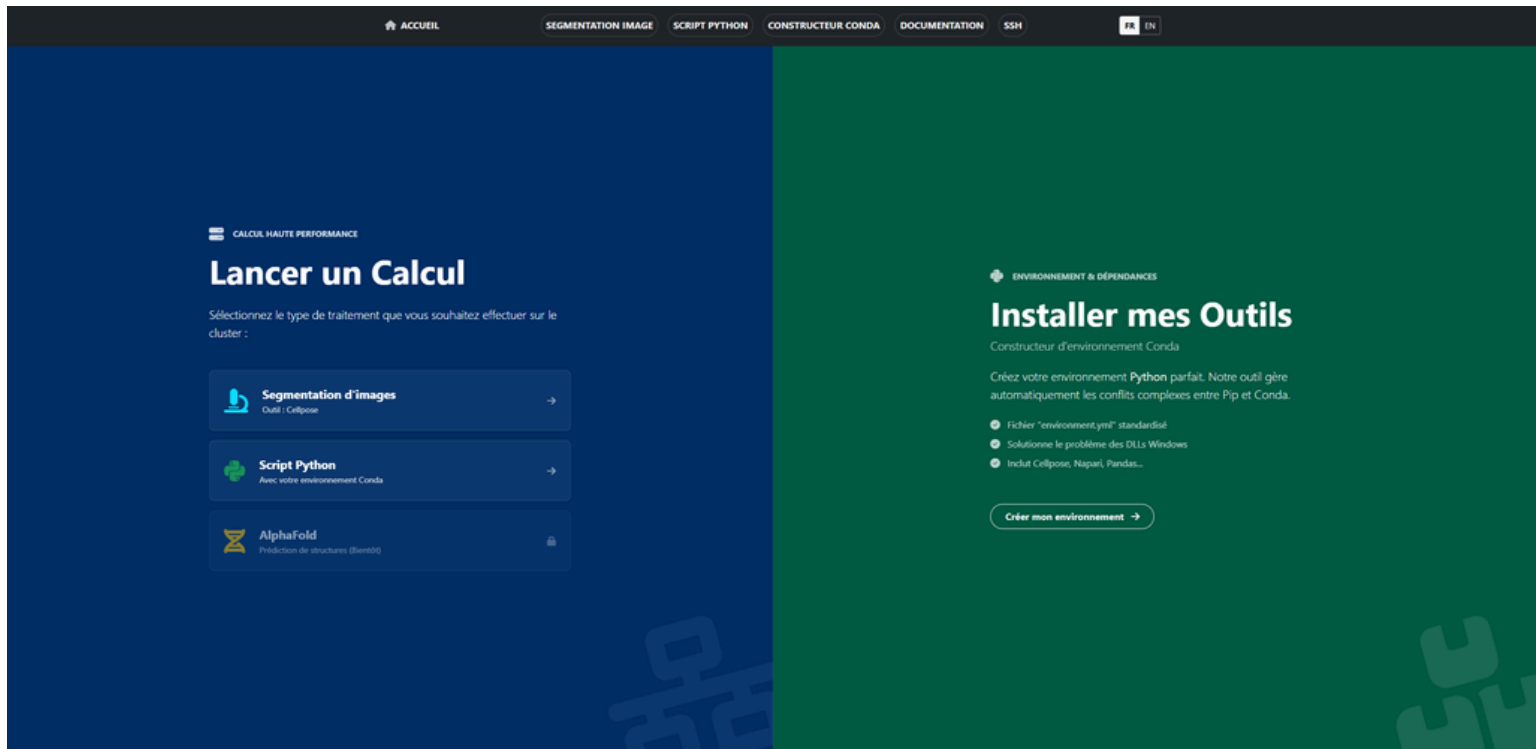 ACCUEIL
SEGMENTATION IMAGE
SCRIPT PYTHON
CONSTRUCTEUR CONDA
DOCUMENTATION
SSH
FR
EN
CALCUL HAUTE PERFORMANCE
Lancer un Calcul
Sélectionnez le type de traitement que vous souhaitez effectuer sur le
cluster :
Segmentation d'images
Outil : Cellpose
Script Python
Avec votre environnement Conda
AlphaFold
Prédiction de structures (Bientôt)
ENVIRONNEMENT & DÉPENDANCES
Installer mes Outils
Constructeur d'environnement Conda
Créez votre environnement Python parfait. Notre outil gère
automatiquement les conflits complexes entre Pip et Conda.
Fichier "environment.yml" standardisé
Solutionne le problème des DLLs Windows
Inclut Cellpose, Napari, Pandas...
Créer mon environnement